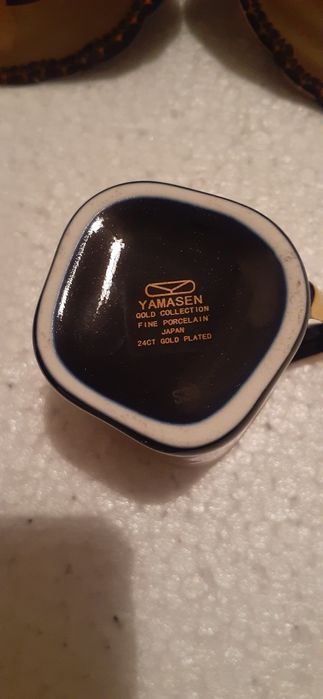 YAMASEN
GOLD COLLECTION
FINE PORCELAIN
JAPAN
24CT GOLD PLATED